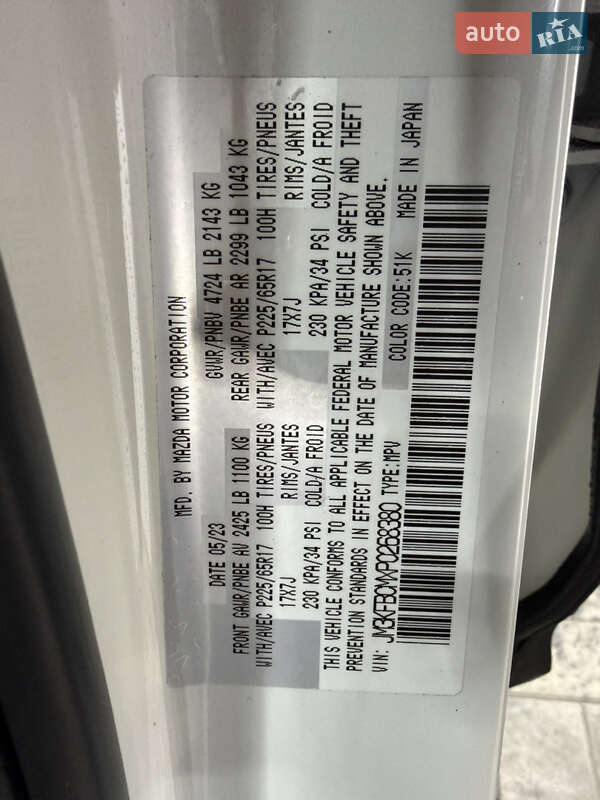 auto RIA.com
MFD. BY MAZDA MOTOR CORPORATION
DATE 05/23 GVWR/PNBV 4724 LB 2143 KG
FRONT GAWR/PNBE AV 2425 LB 1100 KG REAR GAWR/PNBE AR 2299 LB 1043 KG
WITH/AVEC P225/65R17 100H TIRES/PNEUS WITH/AVEC P225/65R17 100H TIRES/PNEUS
17X7J RIMS/JANTES 17X7J RIMS/JANTES
230 KPA/34 PSI COLD/A FROID 230 KPA/34 PSI COLD/A FROID
THIS VEHICLE CONFORMS TO ALL APPLICABLE FEDERAL MOTOR VEHICLE SAFETY AND THEFT
PREVENTION STANDARDS IN EFFECT ON THE DATE OF MANUFACTURE SHOWN ABOVE.
VIN: JM3KFBCMXP0268380 TYPE:MPV COLOR CODE:51K MADE IN JAPAN